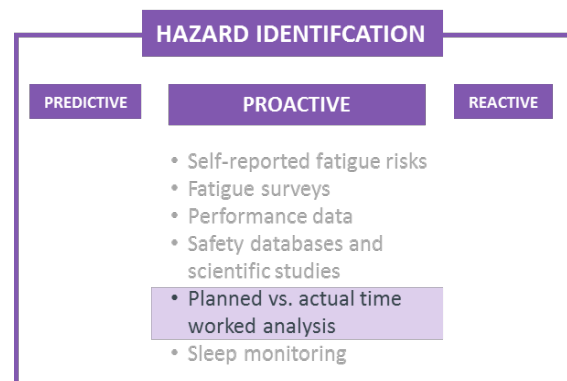 HAZARD IDENTIFCATION
PREDICTIVE
PROACTIVE
REACTIVE
• Self-reported fatigue risks
• Fatigue surveys
• Performance data
• Safety databases and
scientific studies
• Planned vs. actual time
worked analysis
• Sleep monitoring